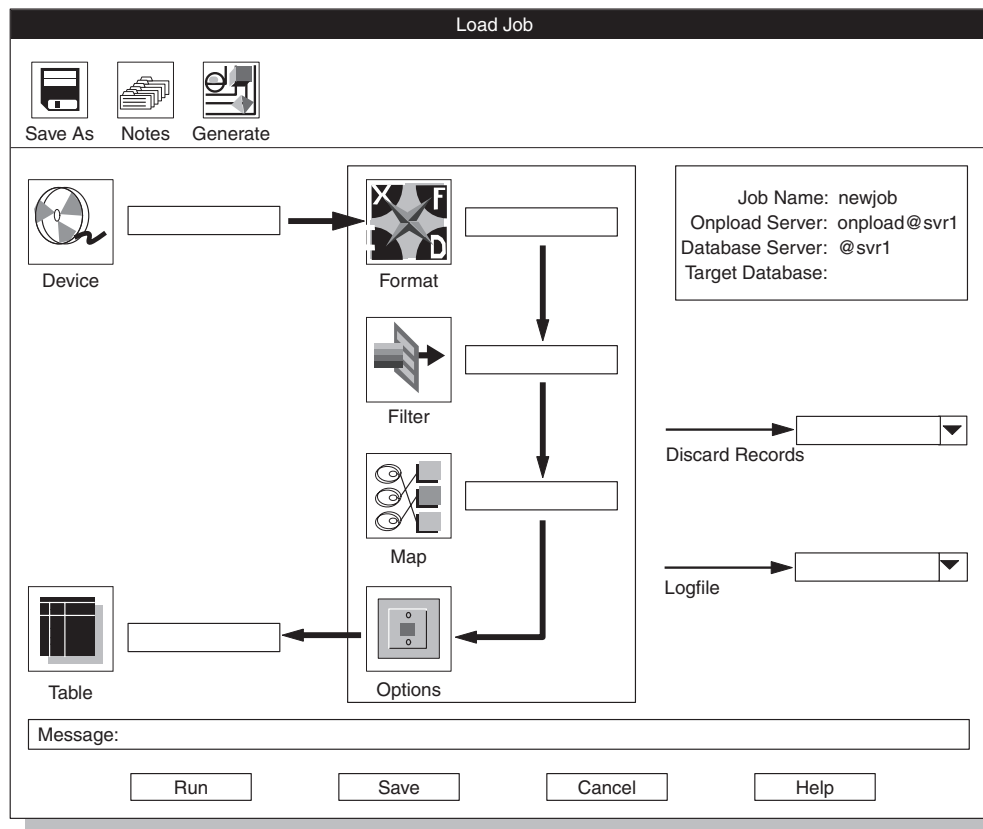 Load Job
Save As
Notes
Generate
Device
Format
Job Name: newjob
Onpload Server: onpload@svr1
Database Server: @svr1
Target Database:
Filter
Discard Records
Map
Logfile
Table
Options
Message:
Run
Save
Cancel
Help